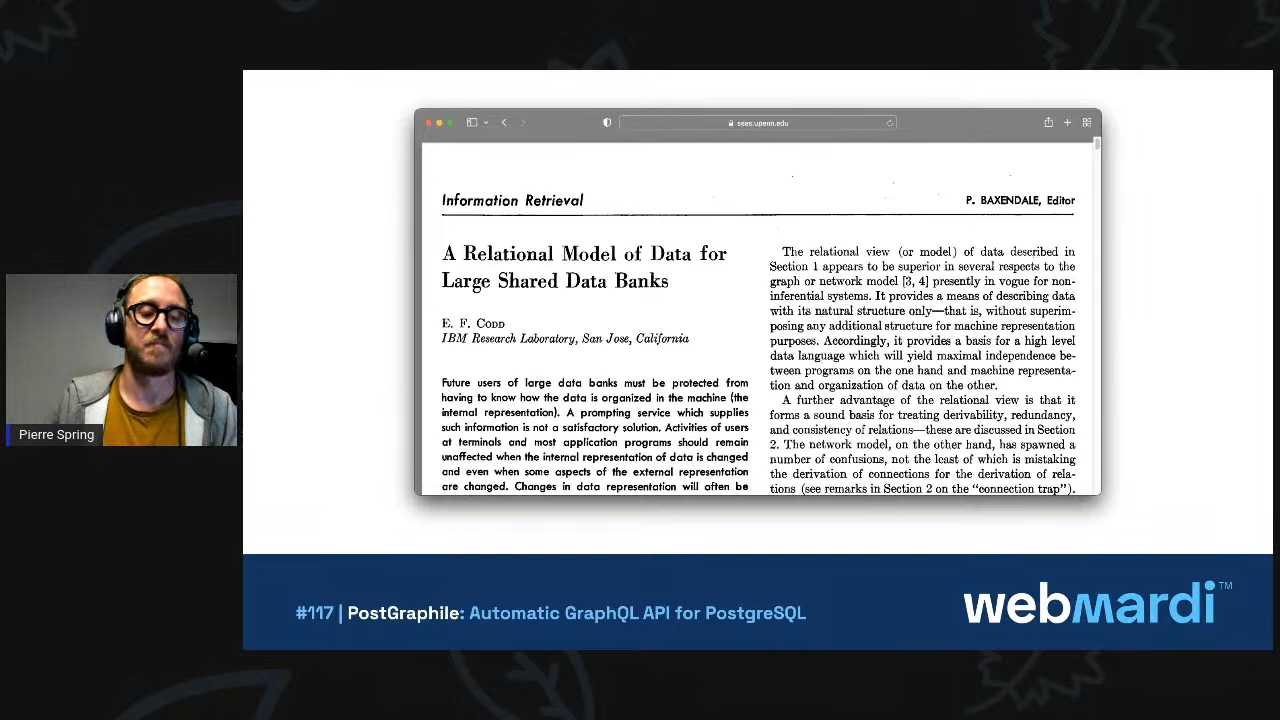 seas.upenn.edu
Information Retrieval
P. BAXENDALE, Editor
A Relational Model of Data for
Large Shared Data Banks
E. F. CODD
IBM Research Laboratory, San Jose, California
Future users of large data banks must be protected from
having to know how the data is organized in the machine (the
internal representation). A prompting service which supplies
such information is not a satisfactory solution. Activities of users
at terminals and most application programs should remain
unaffected when the internal representation of data is changed
and even when some aspects of the external representation
are changed. Changes in data representation will often be
The relational view (or model) of data described in
Section 1 appears to be superior in several respects to the
graph or network model [3, 4] presently in vogue for non-
inferential systems. It provides a means of describing data
with its natural structure only—that is, without superim-
posing any additional structure for machine representation
purposes. Accordingly, it provides a basis for a high level
data language which will yield maximal independence be-
tween programs on the one hand and machine representa-
tion and organization of data on the other.
A further advantage of the relational view is that it
forms a sound basis for treating derivability, redundancy,
and consistency of relations—these are discussed in Section
2. The network model, on the other hand, has spawned a
number of confusions, not the least of which is mistaking
the derivation of connections for the derivation of rela-
tions (see remarks in Section 2 on the “connection trap”).
Pierre Spring
#117 | PostGraphile: Automatic GraphQL API for PostgreSQL
webmardi™